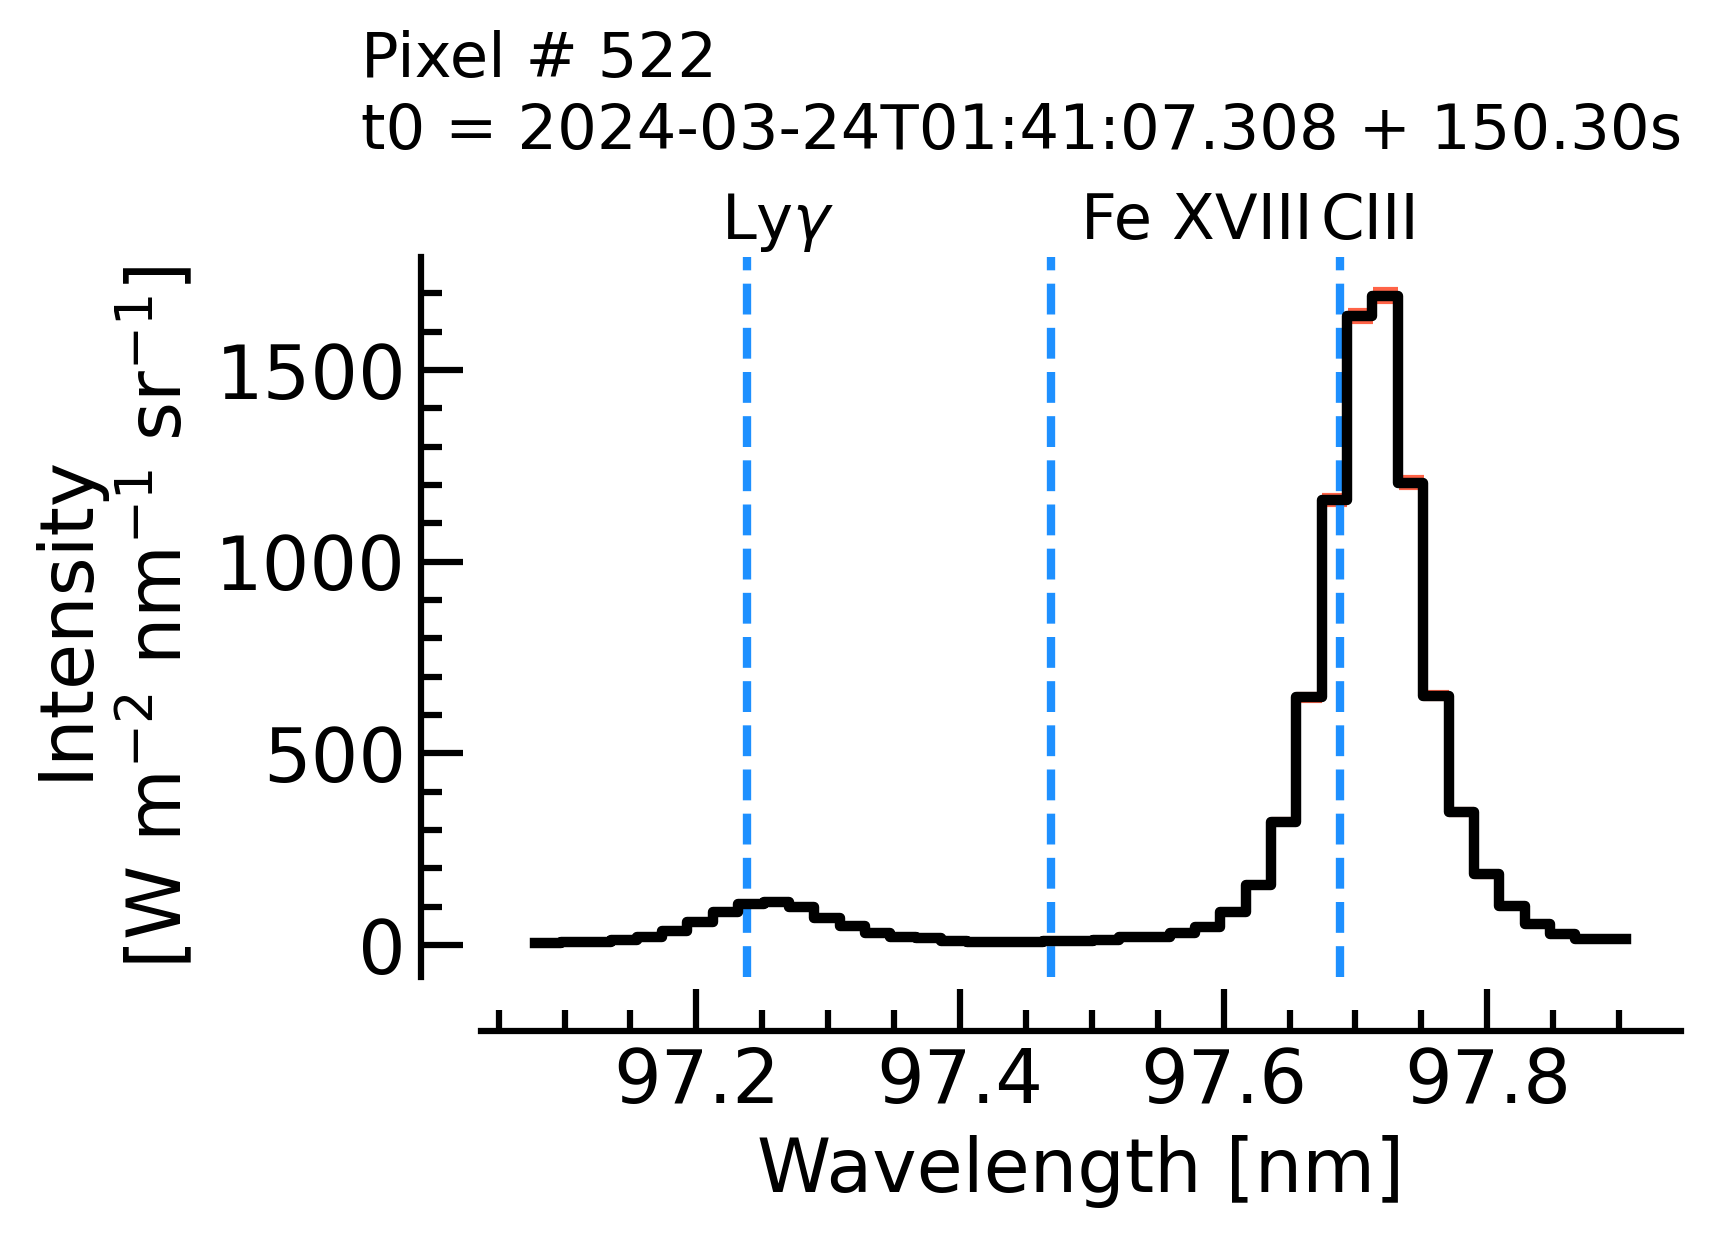 Pixel # 522
t0 = 2024-03-24T01:41:07.308 + 150.30s
Lyγ Fe XVIII CIII
Intensity
[W m⁻² nm⁻¹ sr⁻¹]
1500
1000
500
0
97.2 97.4 97.6 97.8
Wavelength [nm]